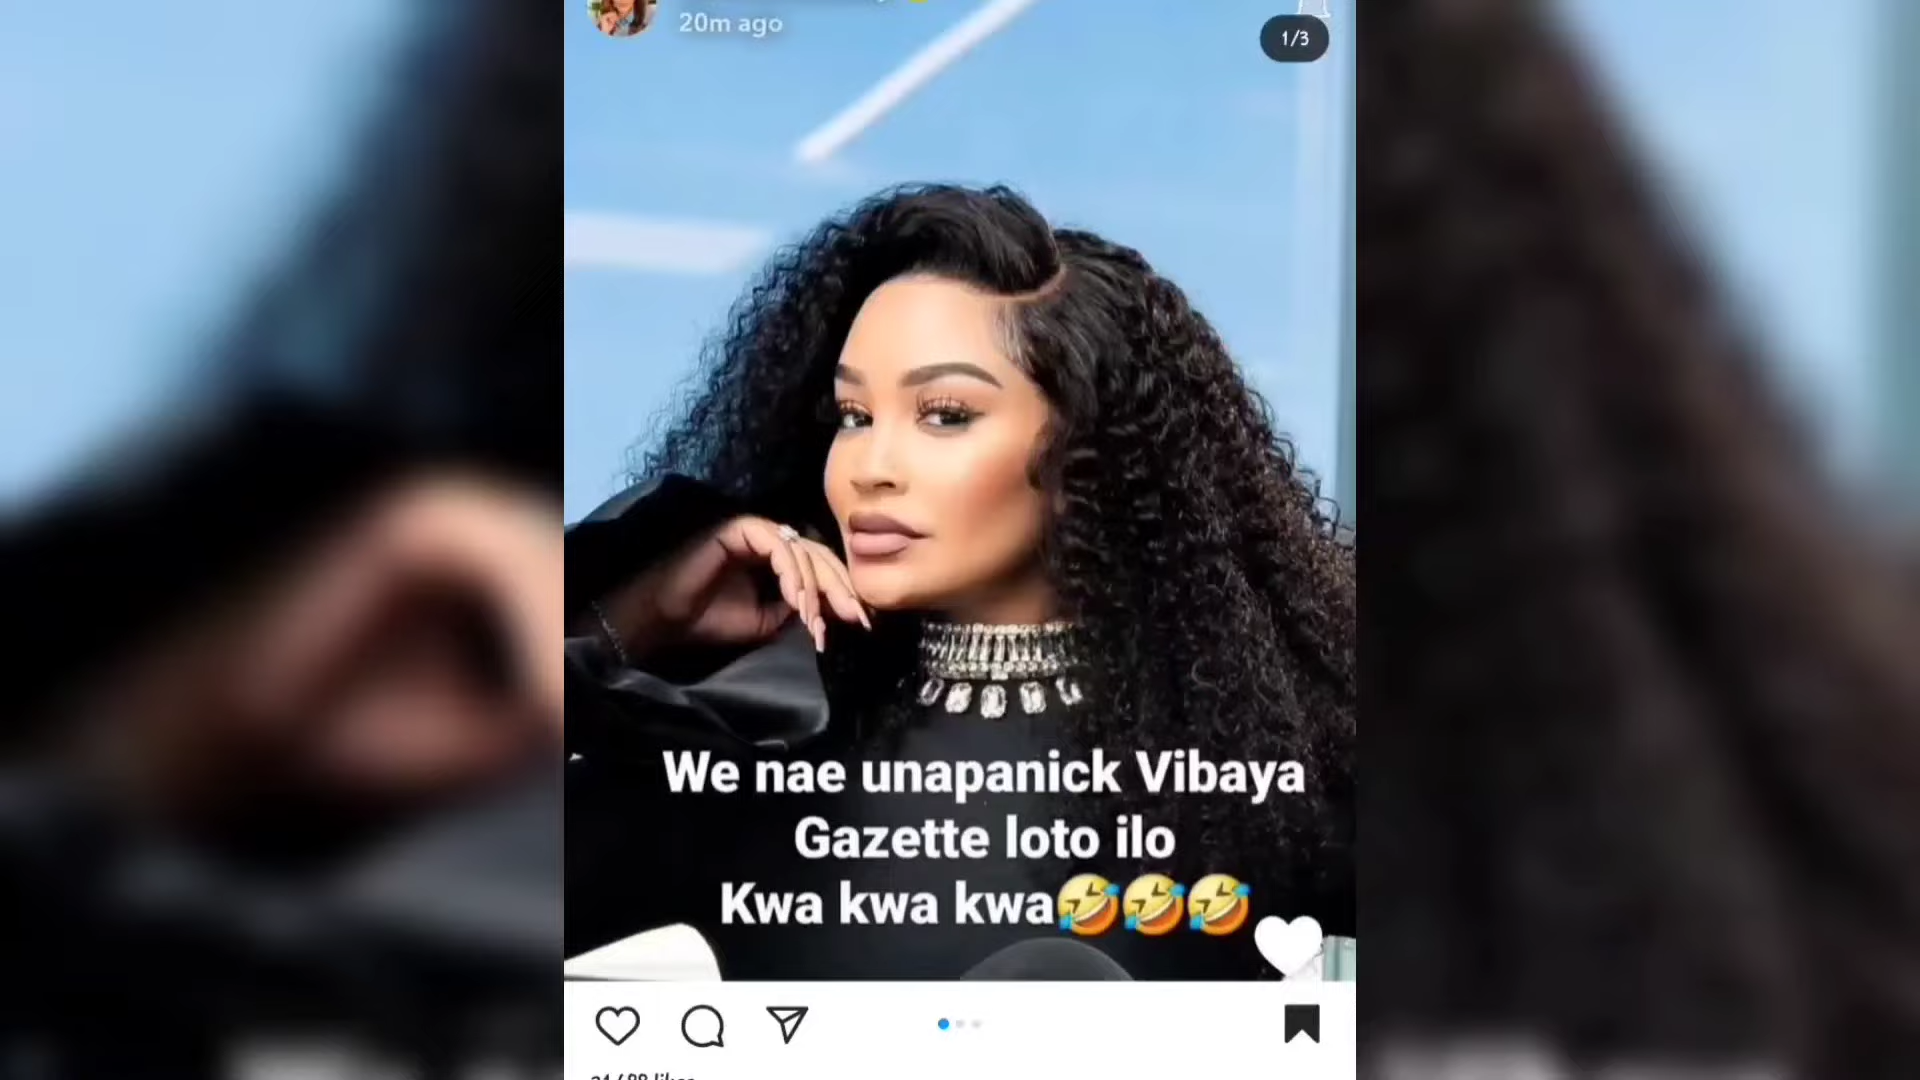 20m ago
1/3
We nae unapanick Vibaya
Gazette loto ilo
Kwa kwa kwa🤣🤣🤣